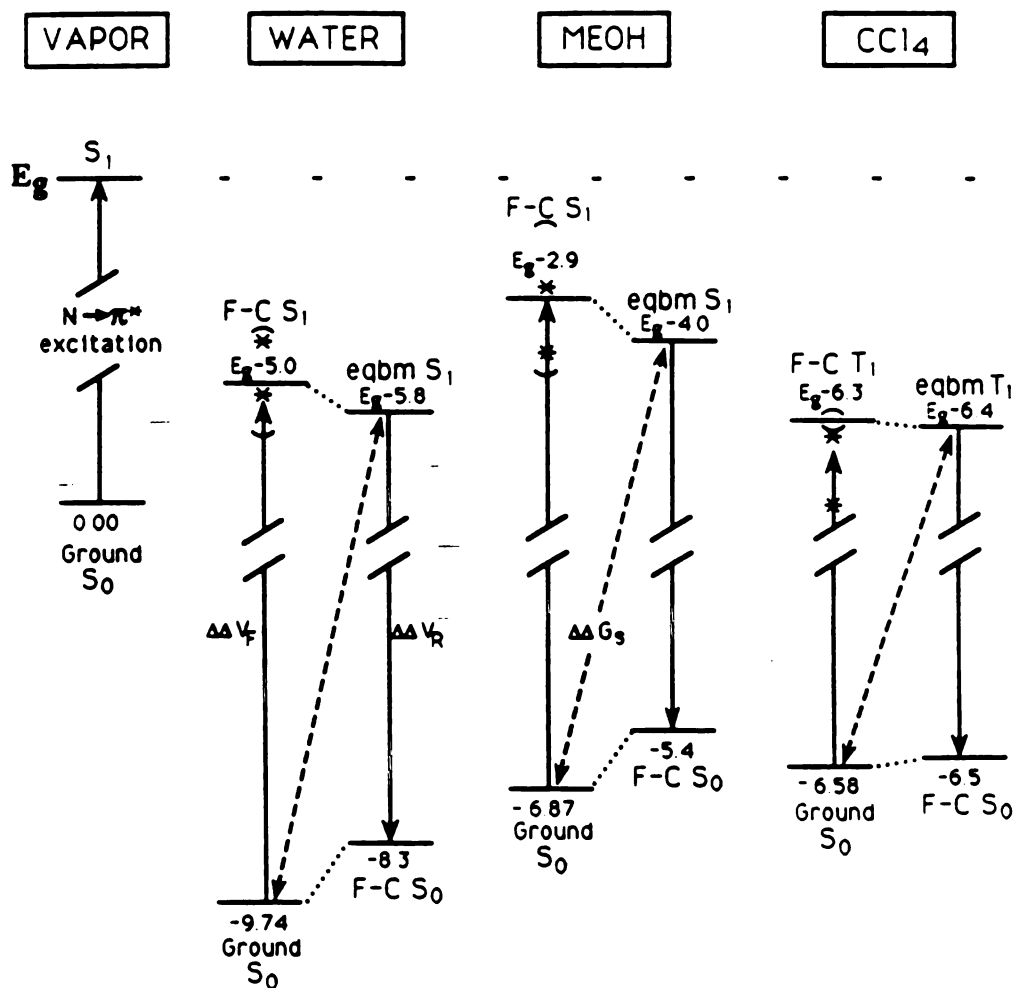 VAPOR
WATER
MEOH
CCl4
S1
Eg
N→π*
excitation
0.00
Ground
S0
F-C S1
Eg-5.0
eqbm S1
Eg-5.8
ΔΔVF
ΔΔVR
-8.3
F-C S0
-9.74
Ground
S0
F-C S1
Eg-2.9
eqbm S1
Eg-4.0
ΔΔGS
-5.4
F-C S0
-6.87
Ground
S0
F-C T1
Eg-6.3
eqbm T1
Eg-6.4
-6.58
Ground
S0
-6.5
F-C S0